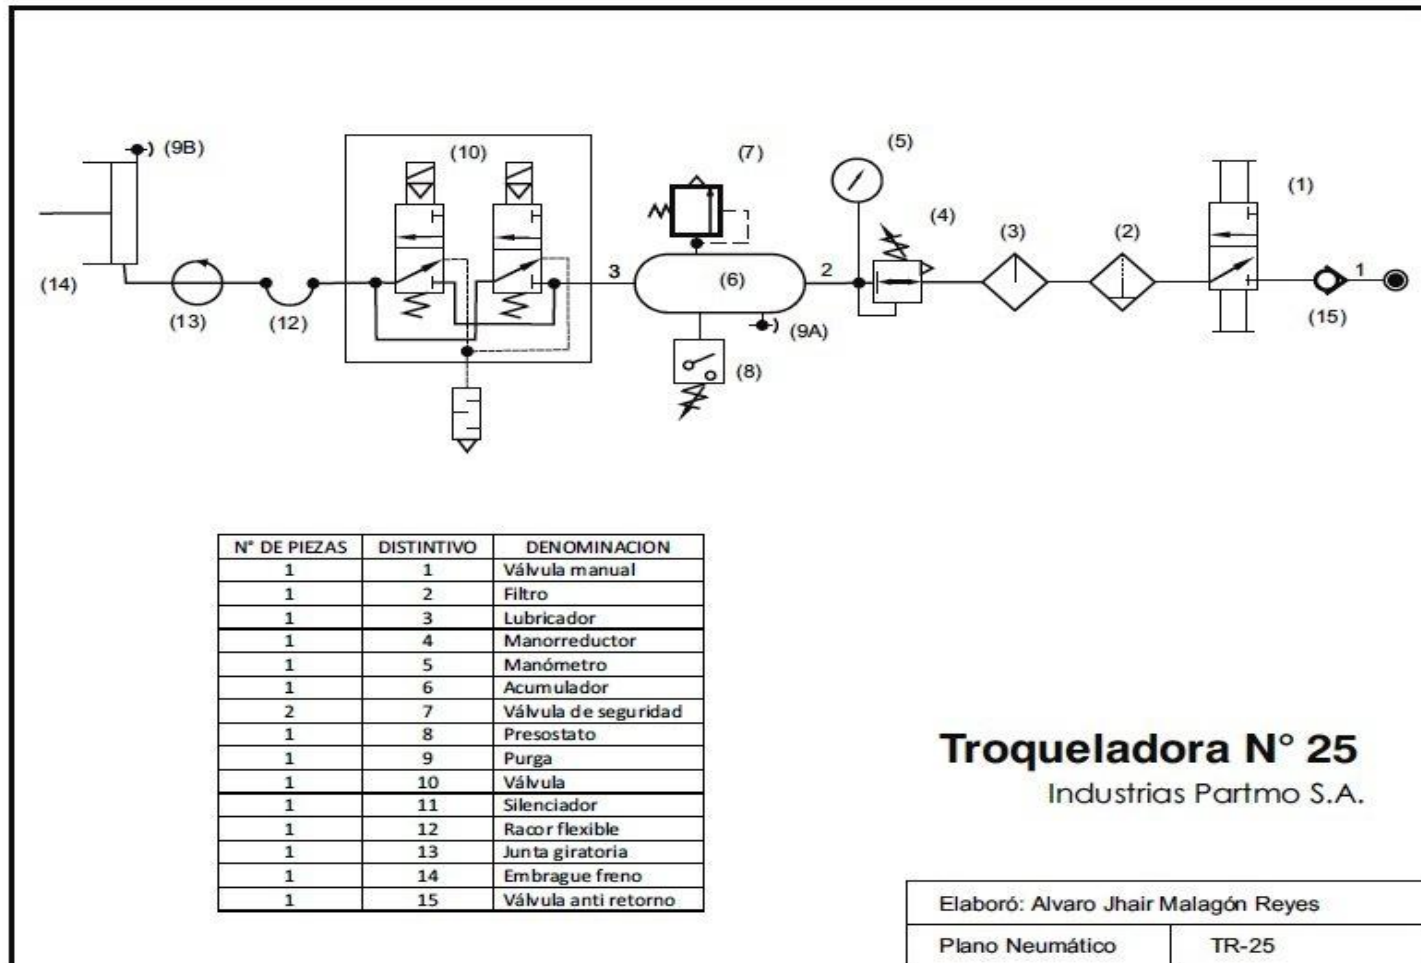 (9B)
(10)
(7)
(5)
(1)
(4)
(3)
(2)
3
(6)
2
1
(14)
(13)
(12)
(9A)
(15)
(8)
N° DE PIEZAS DISTINTIVO DENOMINACION
1 1 Válvula manual
1 2 Filtro
1 3 Lubricador
1 4 Manorreductor
1 5 Manómetro
1 6 Acumulador
2 7 Válvula de seguridad
1 8 Presostato
1 9 Purga
1 10 Válvula
1 11 Silenciador
1 12 Racor flexible
1 13 Junta giratoria
1 14 Embrague freno
1 15 Válvula anti retorno
Troqueladora N° 25
Industrias Partmo S.A.
Elaboró: Alvaro Jhair Malagón Reyes
Plano Neumático TR-25